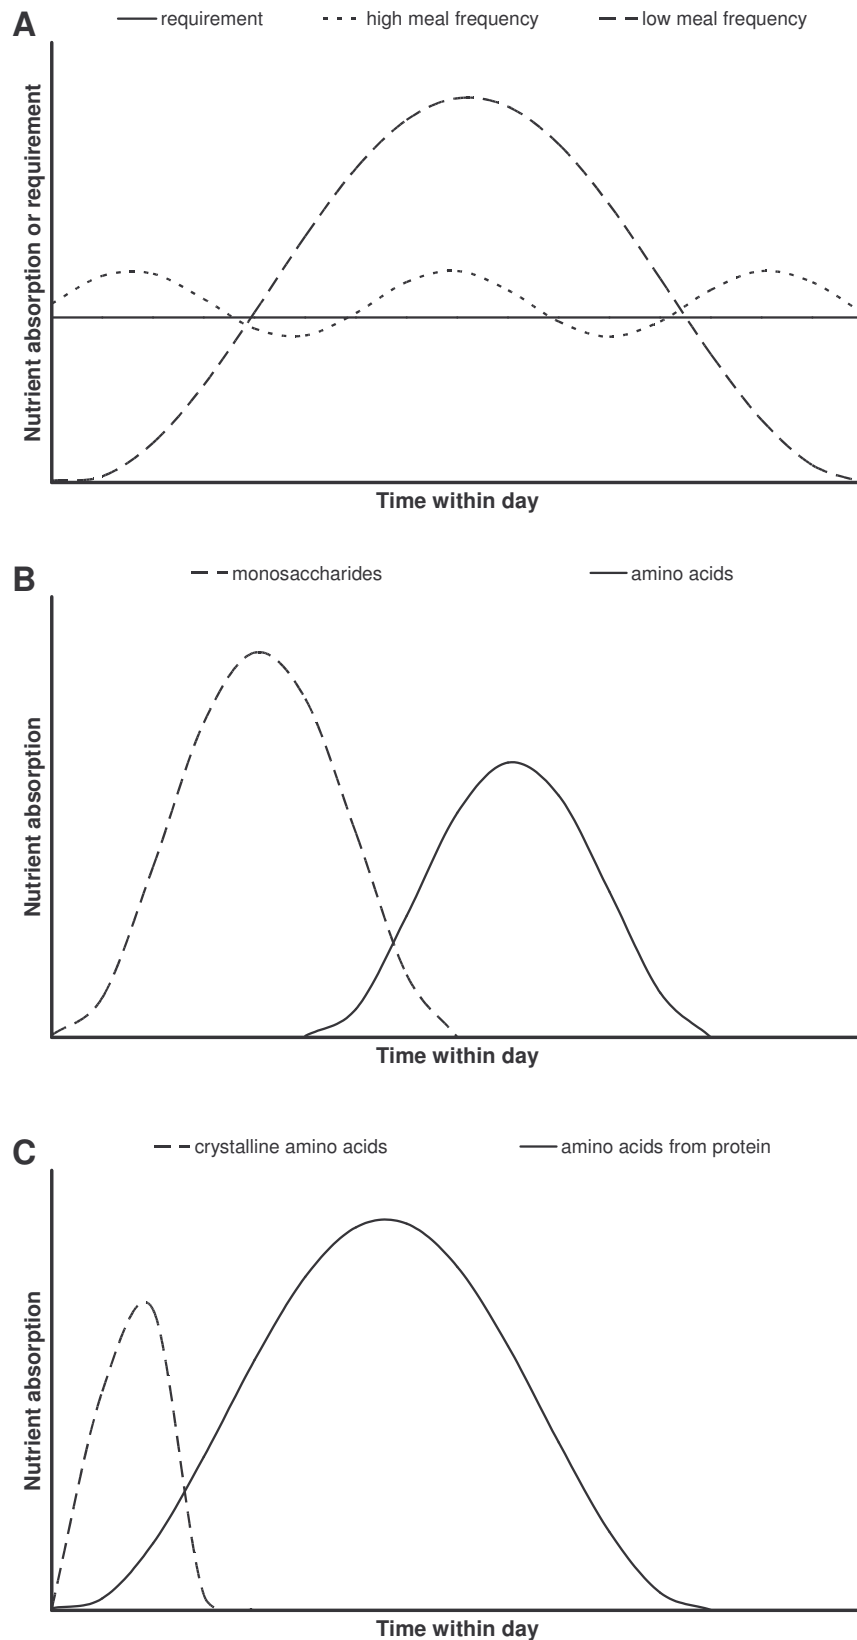 A
requirement high meal frequency low meal frequency
Nutrient absorption or requirement
Time within day
B
monosaccharides amino acids
Nutrient absorption
Time within day
C
crystalline amino acids amino acids from protein
Nutrient absorption
Time within day